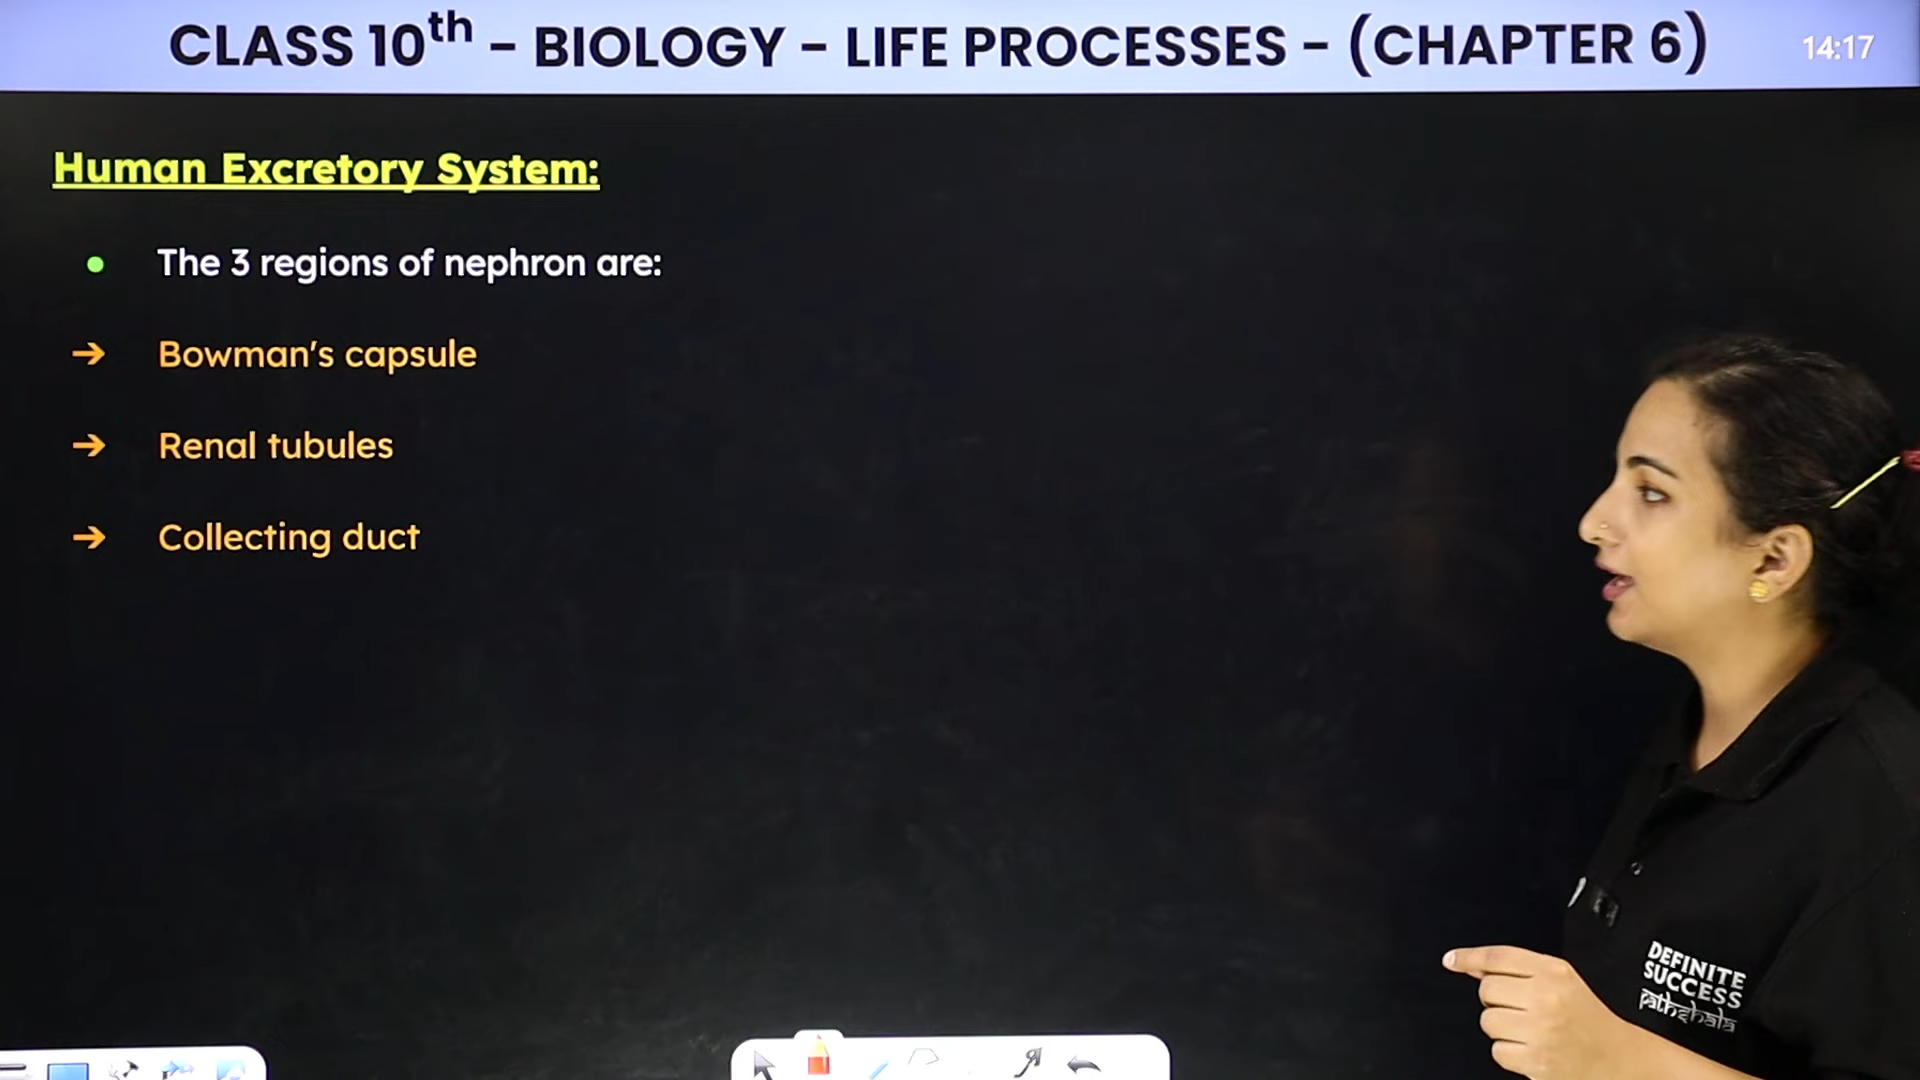 CLASS 10th - BIOLOGY - LIFE PROCESSES - (CHAPTER 6)
14:17
Human Excretory System:
• The 3 regions of nephron are:
→ Bowman's capsule
→ Renal tubules
→ Collecting duct
DEFINITE
SUCCESS
pathshala